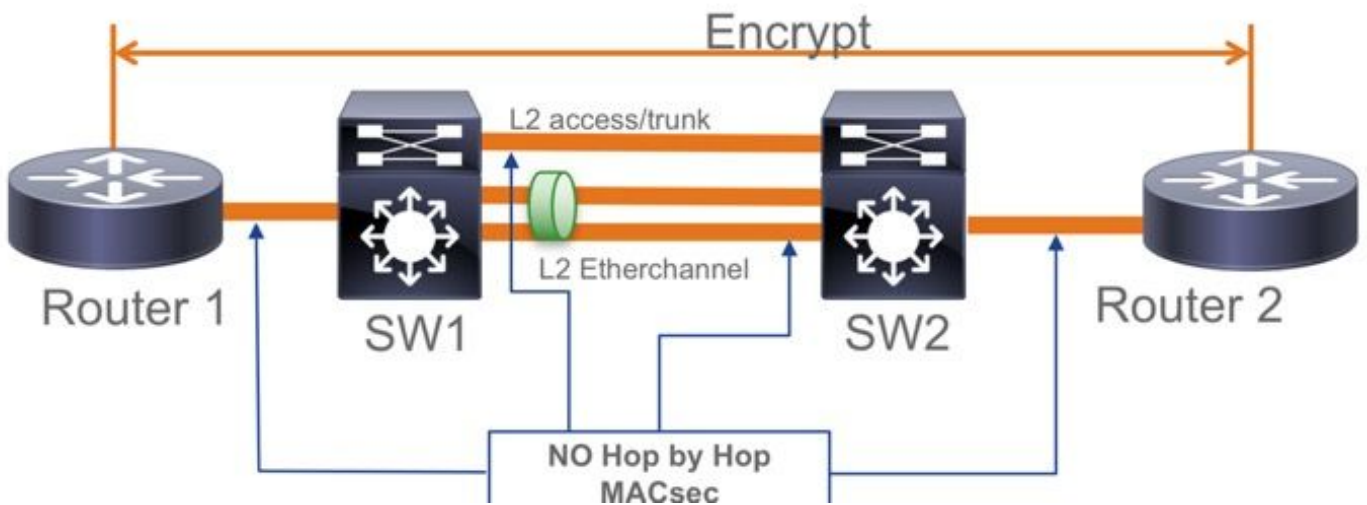 Encrypt
L2 access/trunk
L2 Etherchannel
Router 1
SW1
SW2
Router 2
NO Hop by Hop
MACsec